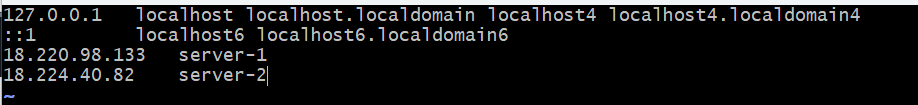 127.0.0.1   localhost localhost.localdomain localhost4 localhost4.localdomain4
::1         localhost6 localhost6.localdomain6
18.220.98.133   server-1
18.224.40.82    server-2
~